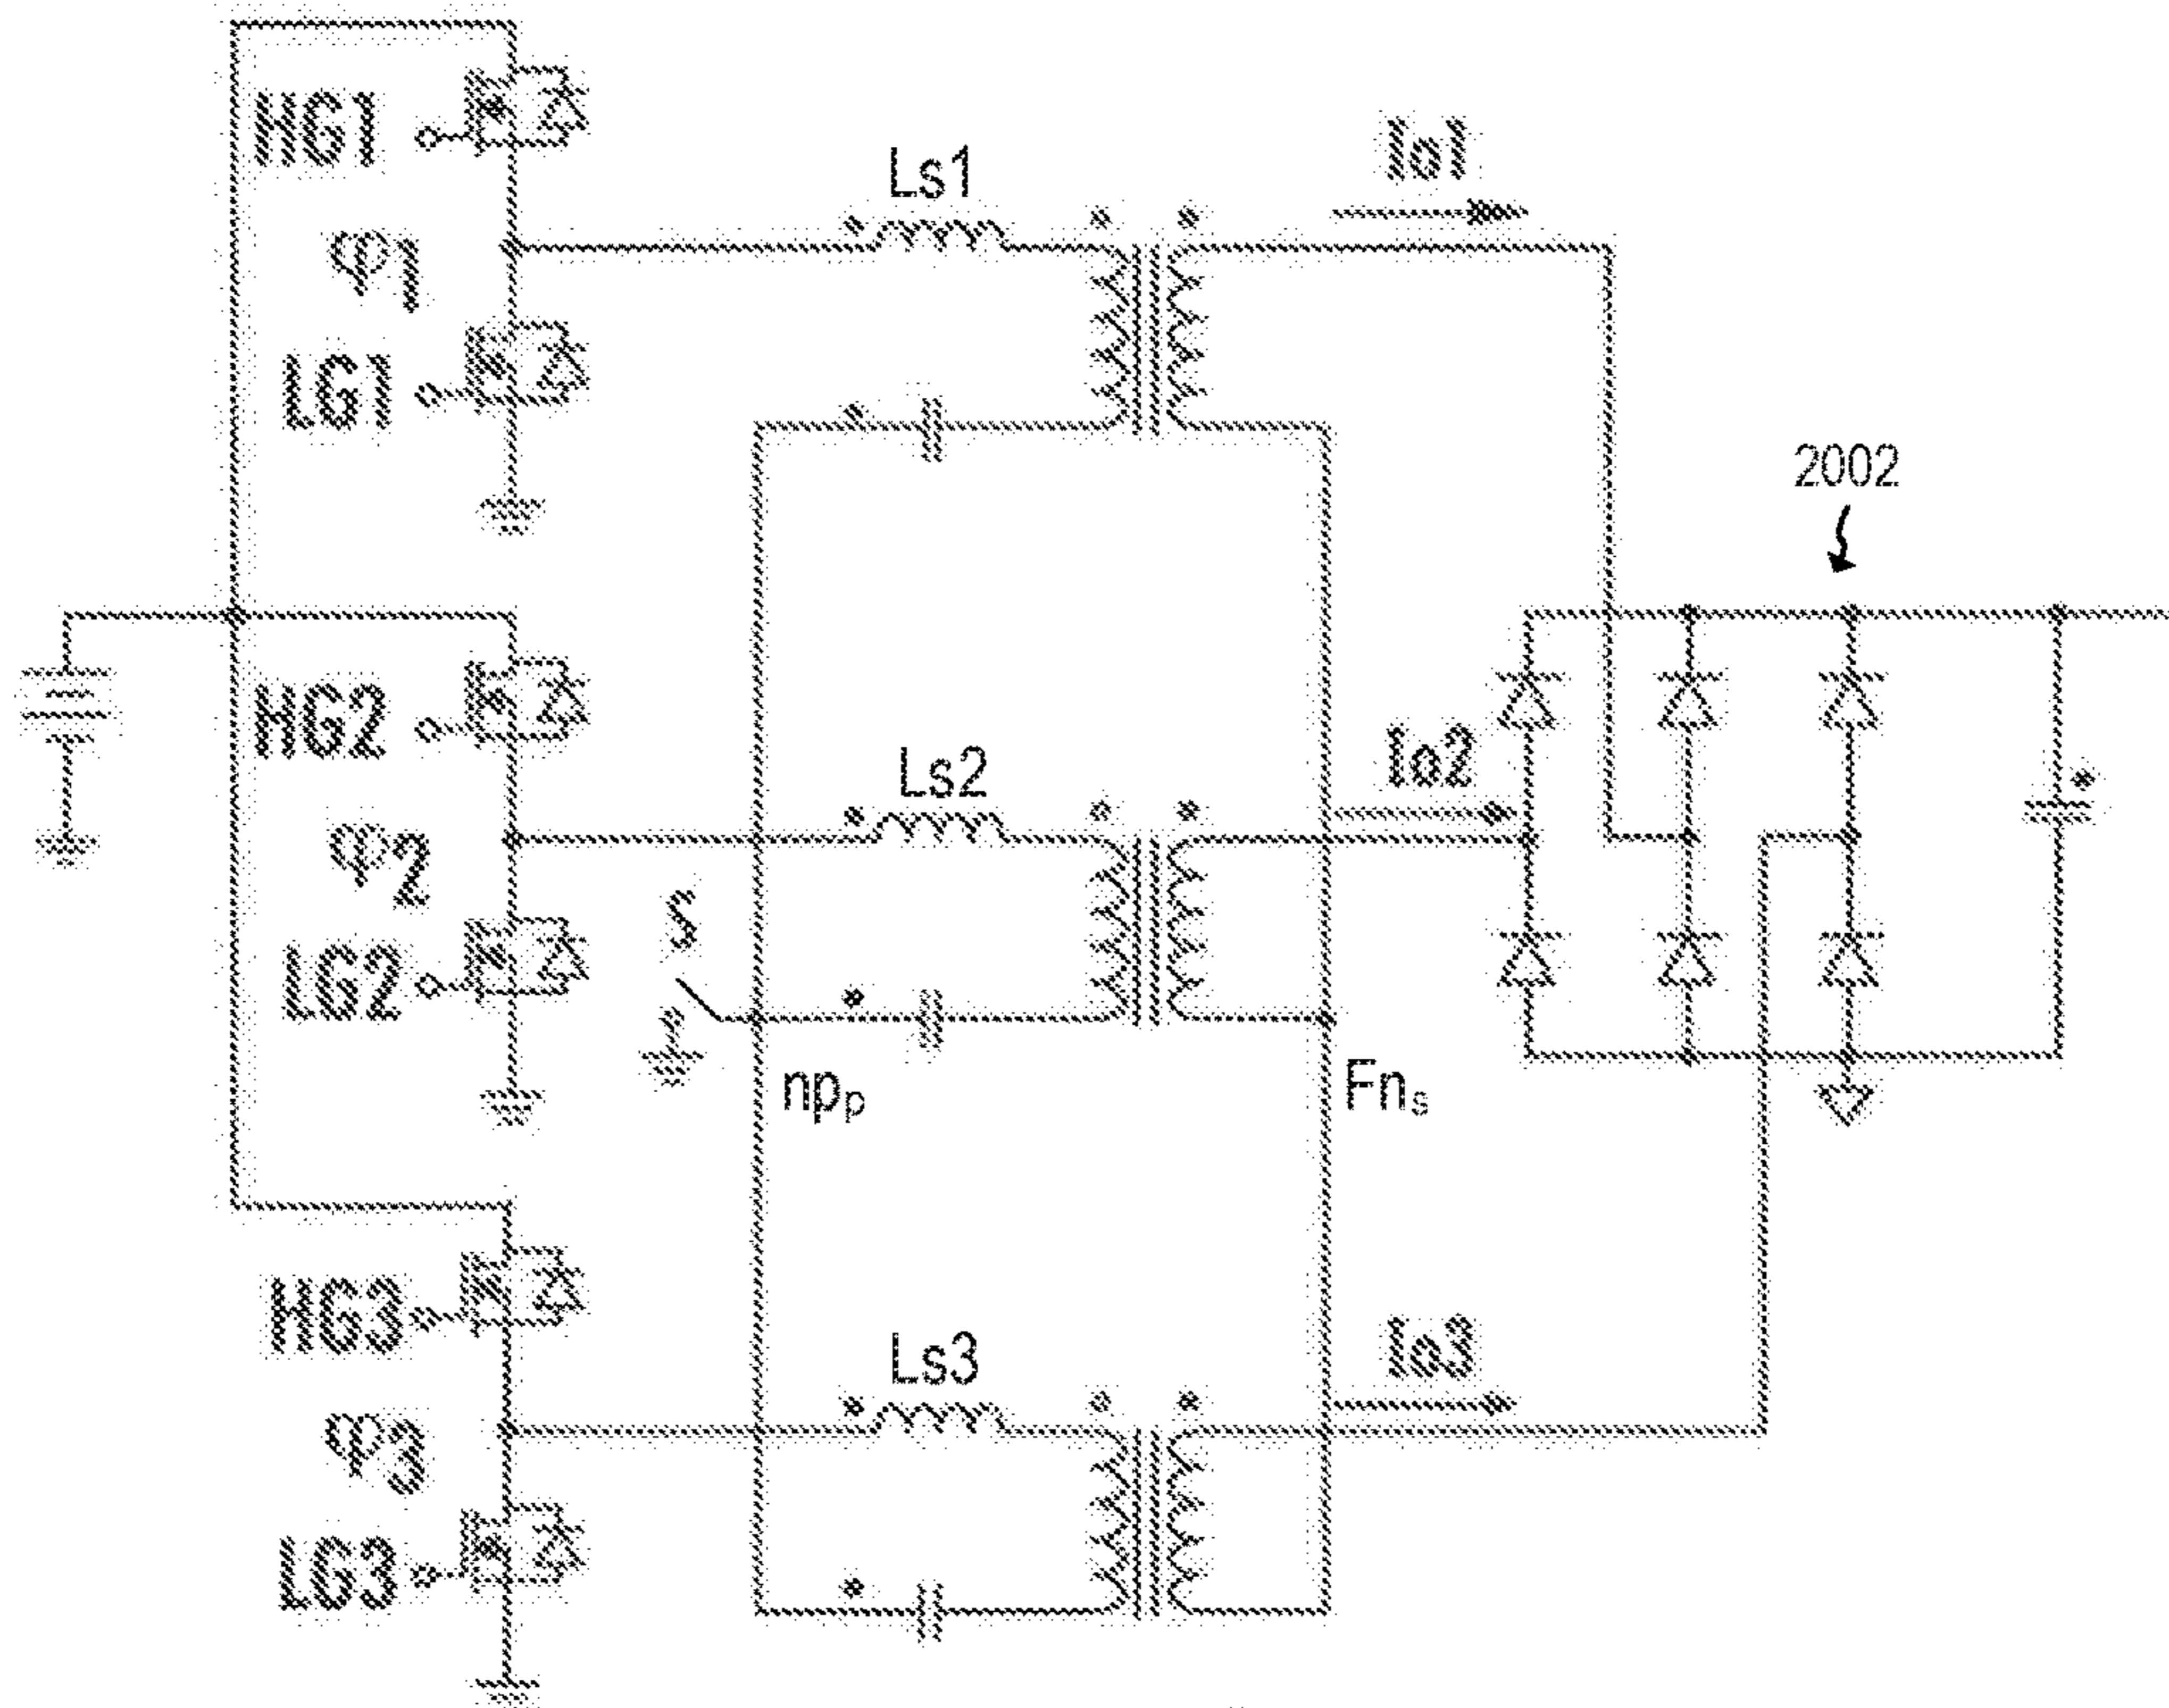 HG1
Ls1
Io1
φ1
LG1
2002
HG2
Ls2
Io2
φ2
S
LG2
npp
Fns
HG3
Ls3
Io3
φ3
LG3